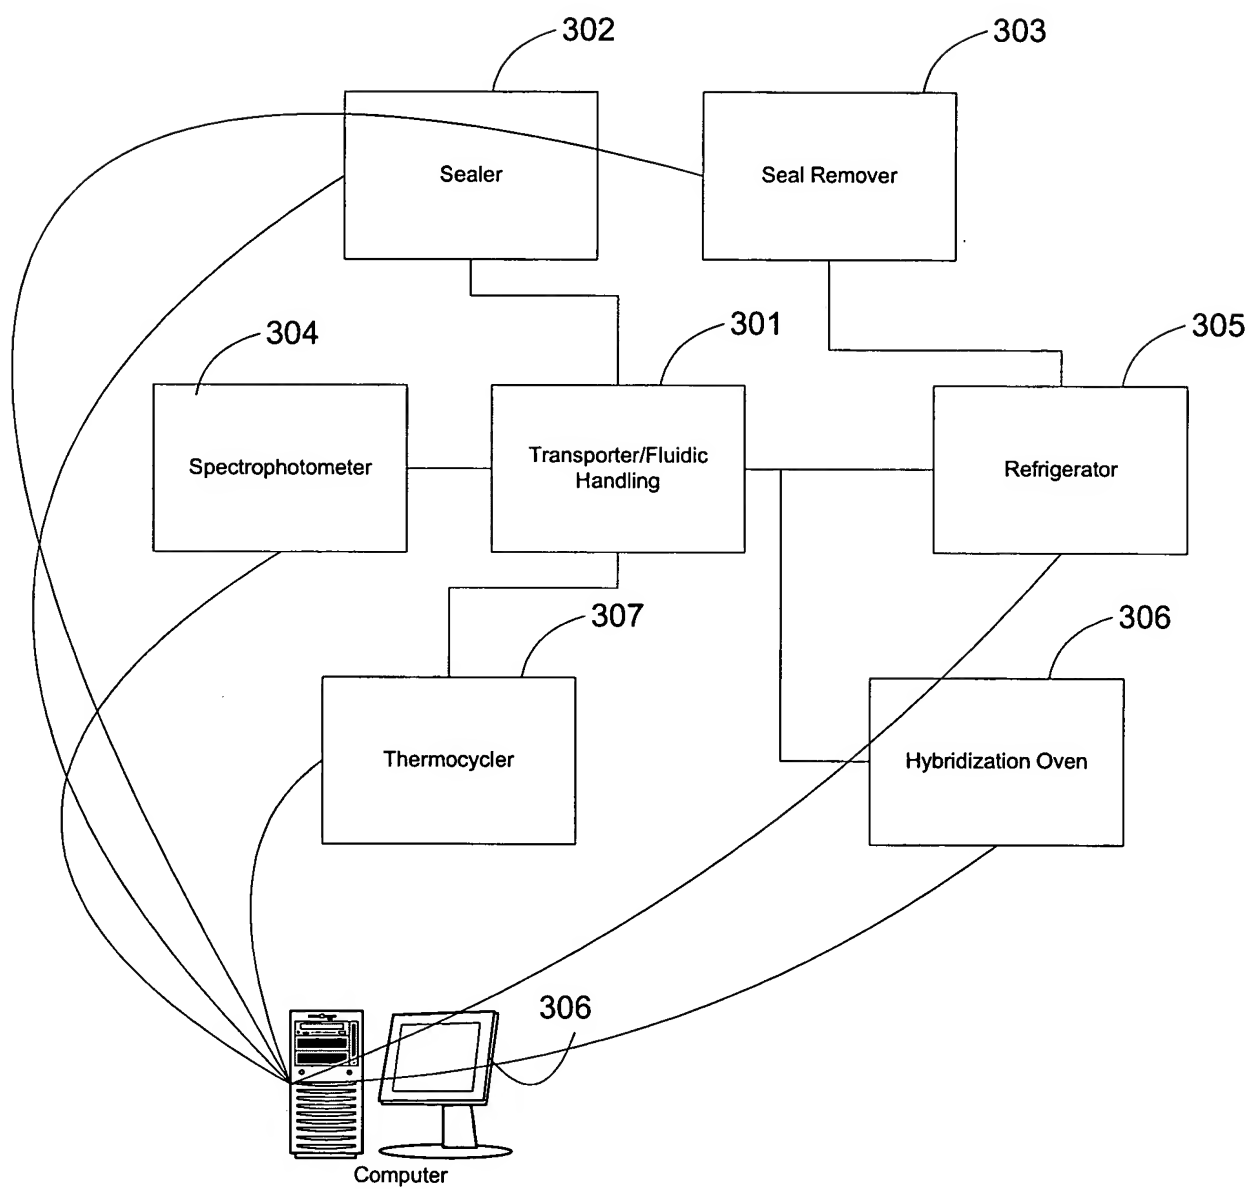 302
303
Sealer
Seal Remover
304
301
305
Spectrophotometer
Transporter/Fluidic
Handling
Refrigerator
307
306
Thermocycler
Hybridization Oven
306
Computer